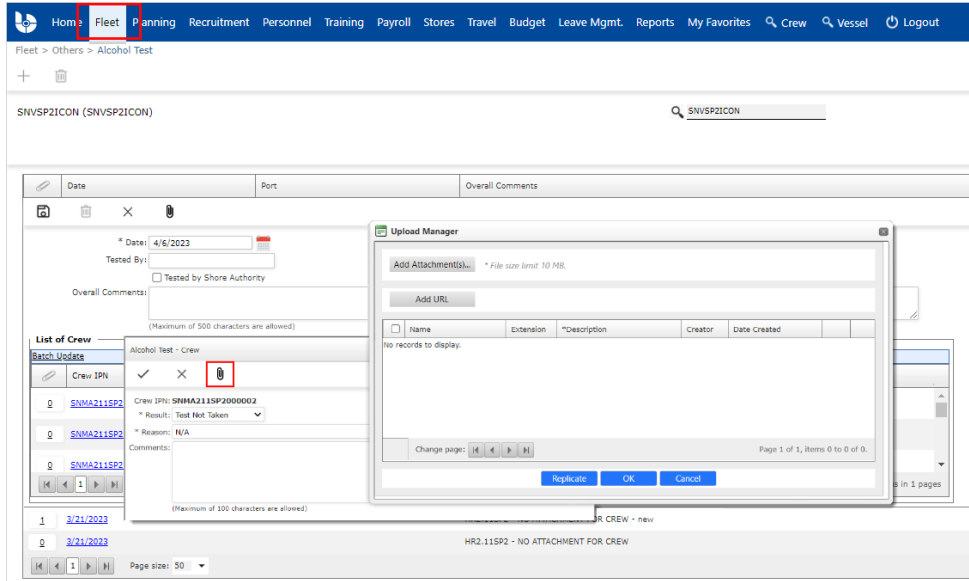 Home Fleet Planning Recruitment Personnel Training Payroll Stores Travel Budget Leave Mgmt. Reports My Favorites Crew Vessel Logout
Fleet > Others > Alcohol Test
SNVSP2ICON (SNVSP2ICON)
SNVSP2ICON
Date Port Overall Comments
* Date: 4/6/2023
Tested By:
Tested by Shore Authority
Overall Comments:
(Maximum of 500 characters are allowed)
List of Crew
Batch Update
Crew IPN
0 SNMA211SP2
0 SNMA211SP2
0 SNMA211SP2
1
s in 1 pages
Alcohol Test - Crew
Crew IPN: SNMA211SP2000002
* Result: Test Not Taken
* Reason: N/A
Comments:
(Maximum of 100 characters are allowed)
Upload Manager
Add Attachment(s)... * File size limit 10 MB.
Add URL
Name Extension *Description Creator Date Created
No records to display.
Change page: Page 1 of 1, items 0 to 0 of 0.
Replicate OK Cancel
1 3/21/2023 CREW - new
0 3/21/2023 HR2.11SP2 - NO ATTACHMENT FOR CREW
1 Page size: 50